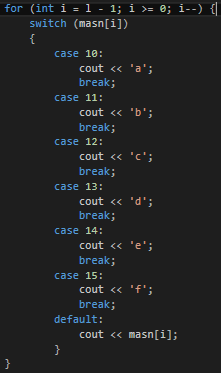 for (int i = l - 1; i >= 0; i--) {
    switch (masn[i])
    {
        case 10:
            cout << 'a';
            break;
        case 11:
            cout << 'b';
            break;
        case 12:
            cout << 'c';
            break;
        case 13:
            cout << 'd';
            break;
        case 14:
            cout << 'e';
            break;
        case 15:
            cout << 'f';
            break;
        default:
            cout << masn[i];
        }
}